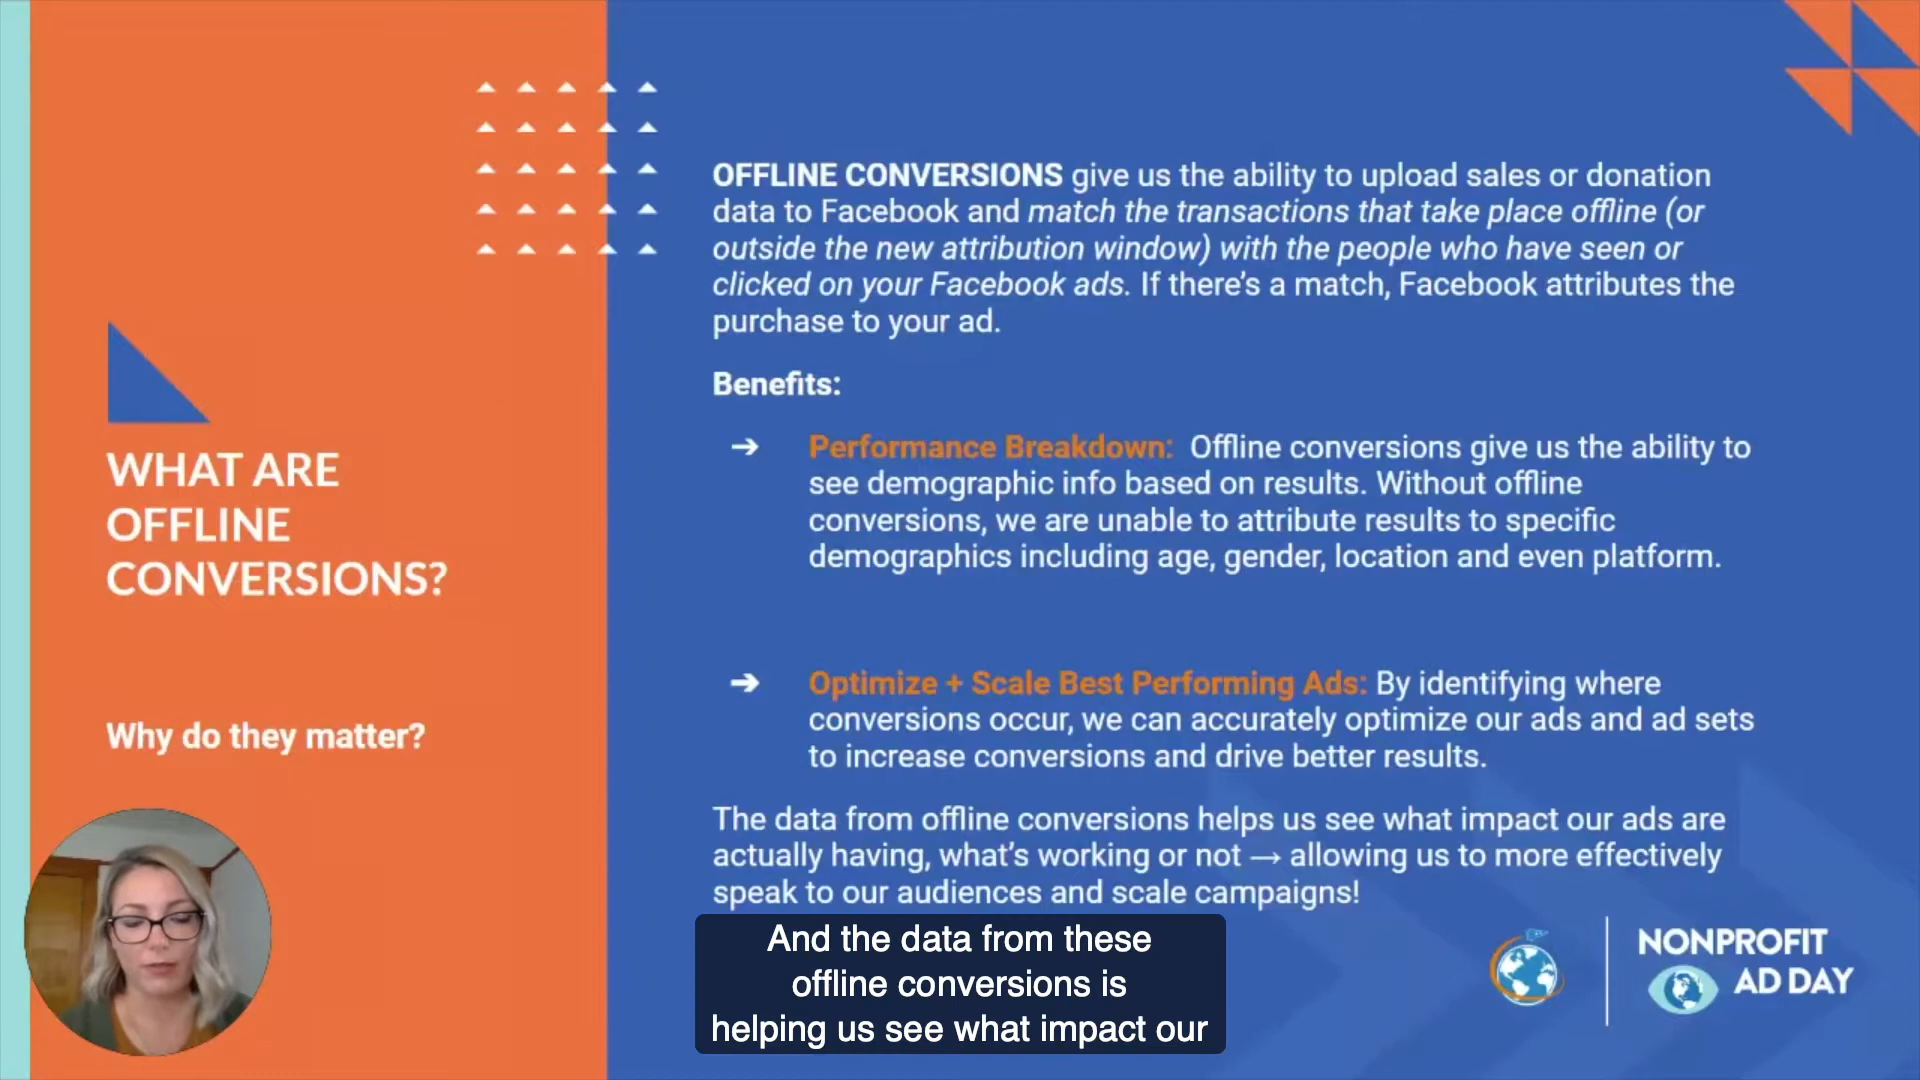 WHAT ARE
OFFLINE
CONVERSIONS?
Why do they matter?
OFFLINE CONVERSIONS give us the ability to upload sales or donation
data to Facebook and match the transactions that take place offline (or
outside the new attribution window) with the people who have seen or
clicked on your Facebook ads. If there's a match, Facebook attributes the
purchase to your ad.
Benefits:
➔ Performance Breakdown: Offline conversions give us the ability to
see demographic info based on results. Without offline
conversions, we are unable to attribute results to specific
demographics including age, gender, location and even platform.
➔ Optimize + Scale Best Performing Ads: By identifying where
conversions occur, we can accurately optimize our ads and ad sets
to increase conversions and drive better results.
The data from offline conversions helps us see what impact our ads are
actually having, what's working or not → allowing us to more effectively
speak to our audiences and scale campaigns!
And the data from these
offline conversions is
helping us see what impact our
NONPROFIT
AD DAY